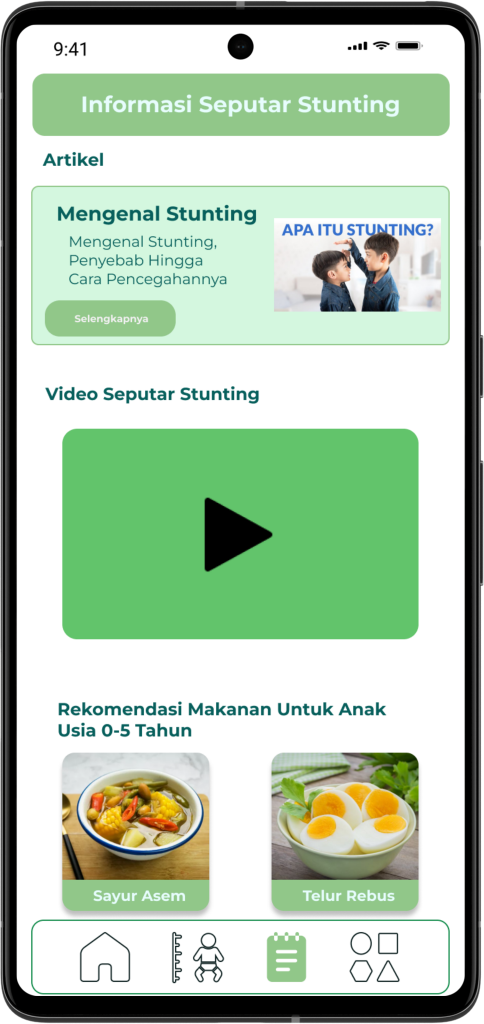 9:41
Informasi Seputar Stunting
Artikel
Mengenal Stunting
Mengenal Stunting,
Penyebab Hingga
Cara Pencegahannya
APA ITU STUNTING?
Selengkapnya
Video Seputar Stunting
Rekomendasi Makanan Untuk Anak
Usia 0-5 Tahun
Sayur Asem
Telur Rebus